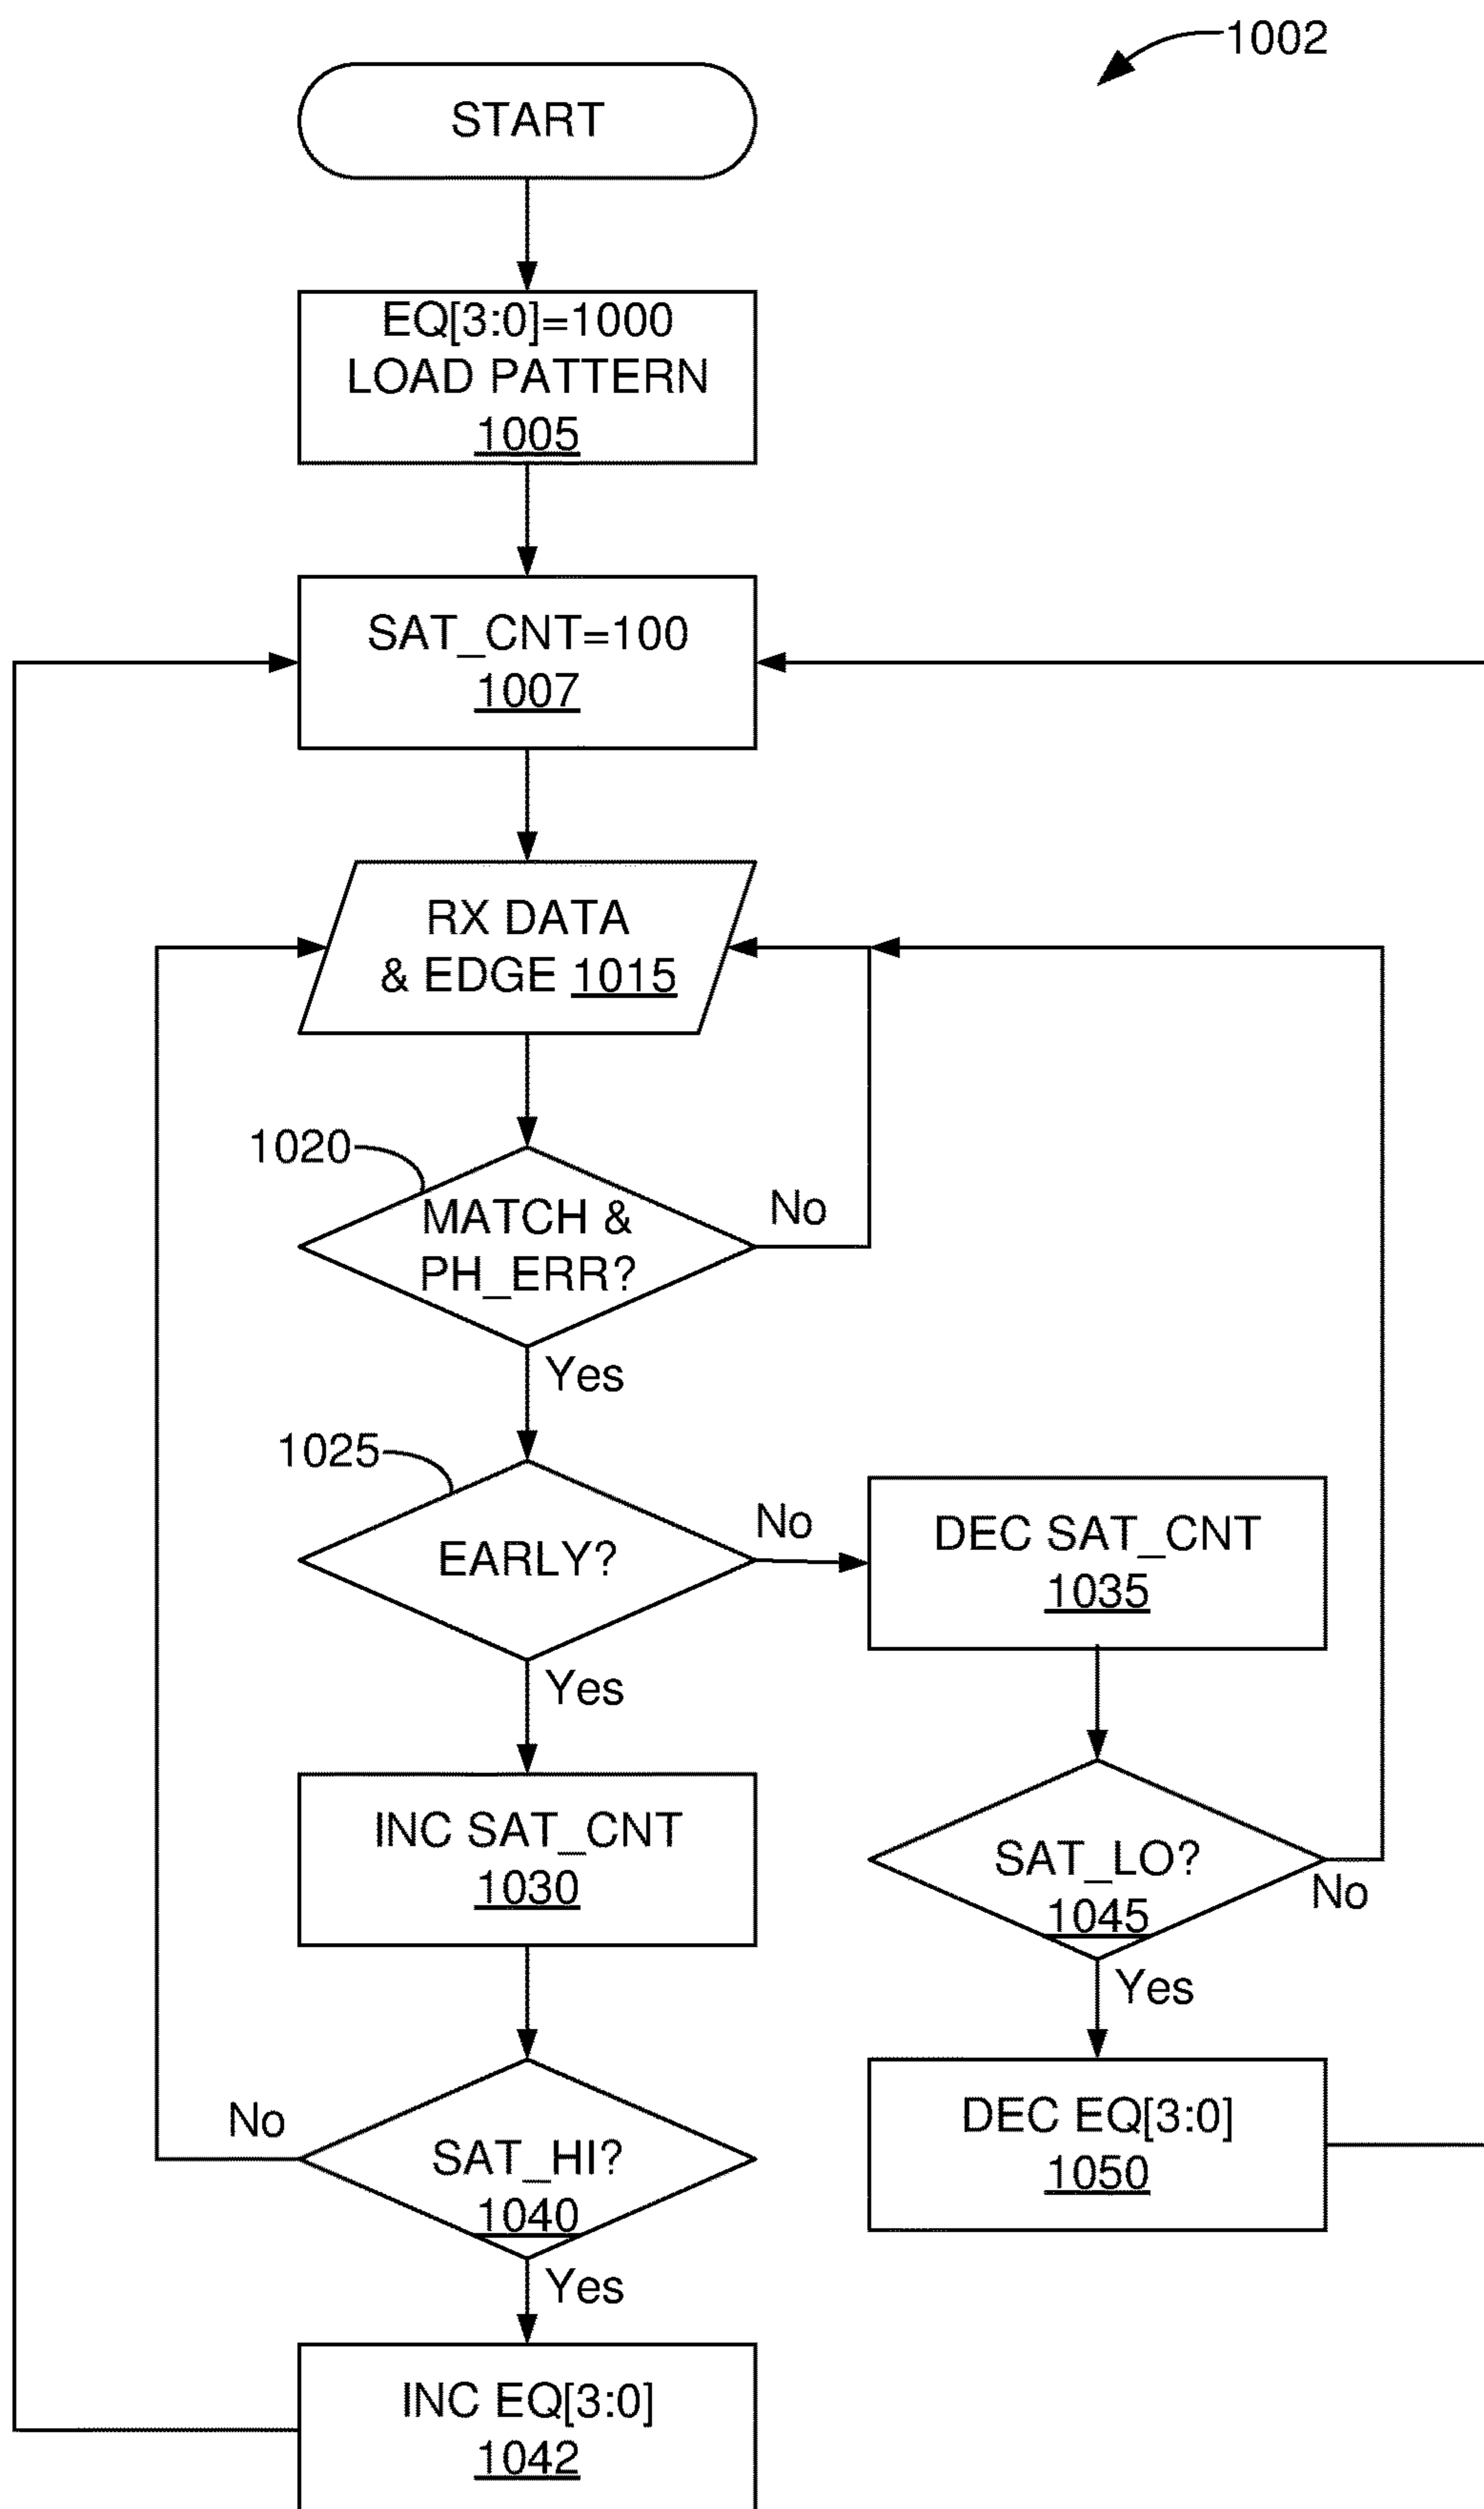 1002
START
EQ[3:0]=1000
LOAD PATTERN
1005
SAT_CNT=100
1007
RX DATA
& EDGE 1015
1020
MATCH &
PH_ERR?
No
Yes
1025
EARLY?
No
Yes
DEC SAT_CNT
1035
INC SAT_CNT
1030
SAT_LO?
1045
No
Yes
SAT_HI?
1040
No
Yes
DEC EQ[3:0]
1050
INC EQ[3:0]
1042